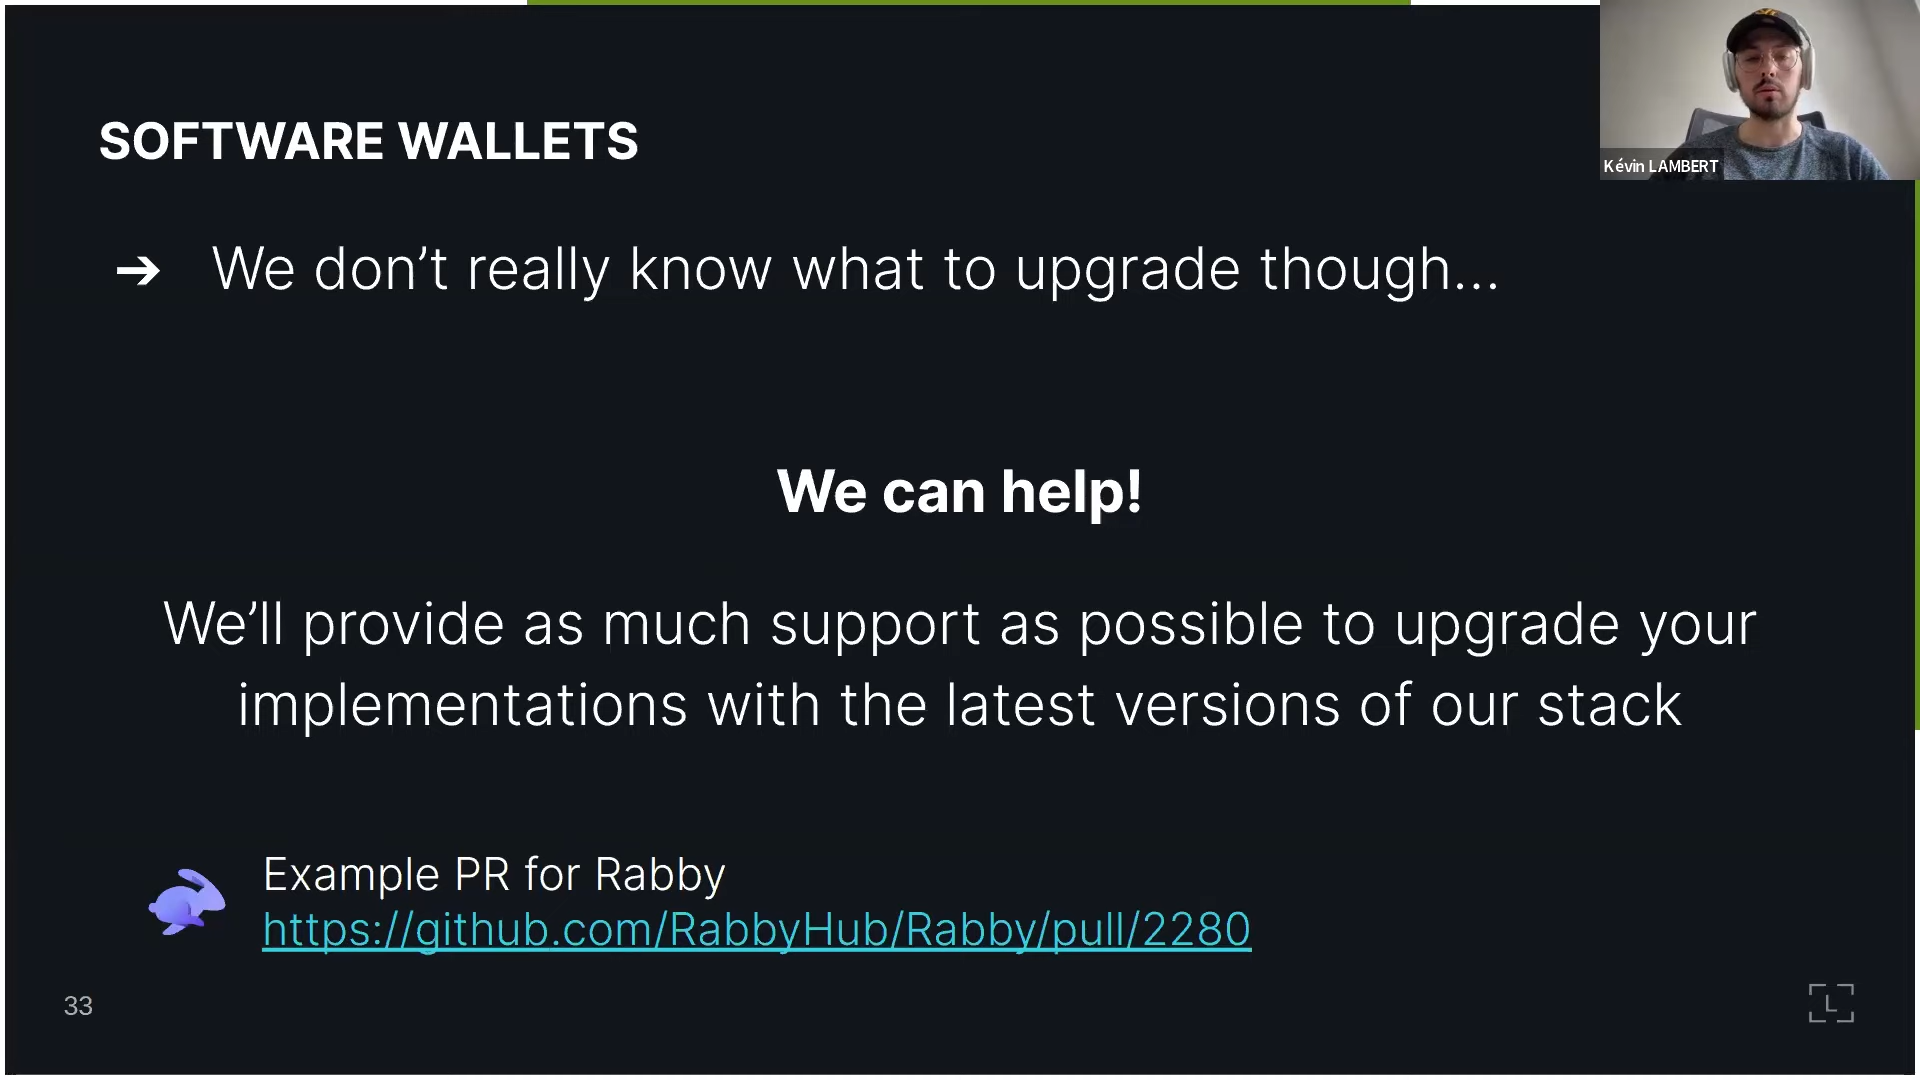 SOFTWARE WALLETS
Kévin LAMBERT
➔ We don’t really know what to upgrade though...
We can help!
We’ll provide as much support as possible to upgrade your
implementations with the latest versions of our stack
Example PR for Rabby
https://github.com/RabbyHub/Rabby/pull/2280
33
L